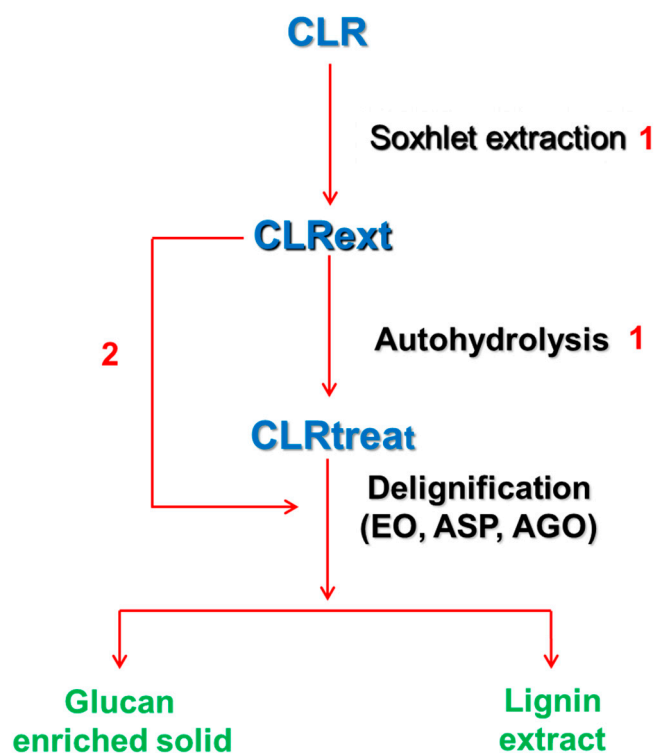 CLR
Soxhlet extraction 1
CLRext
2
Autohydrolysis 1
CLRtreat
Delignification
(EO, ASP, AGO)
Glucan
enriched solid
Lignin
extract